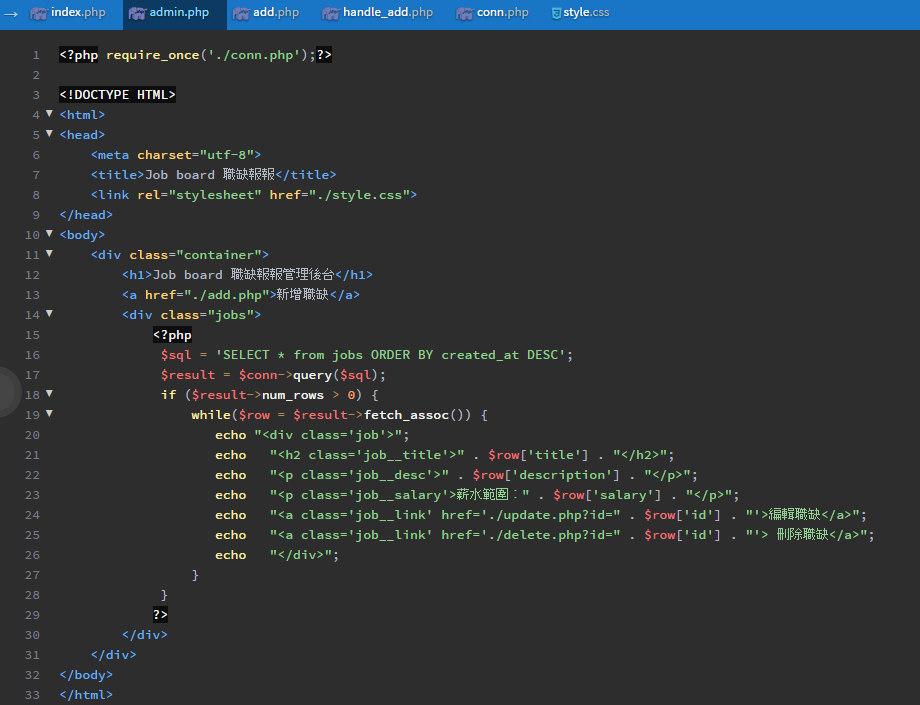 → index.php admin.php add.php handle_add.php conn.php style.css
1 <?php require_once('./conn.php');?>
2
3 <!DOCTYPE HTML>
4 <html>
5 <head>
6 <meta charset="utf-8">
7 <title>Job board 職缺報報</title>
8 <link rel="stylesheet" href="./style.css">
9 </head>
10 <body>
11 <div class="container">
12 <h1>Job board 職缺報報管理後台</h1>
13 <a href="./add.php">新增職缺</a>
14 <div class="jobs">
15 <?php
16 $sql = 'SELECT * from jobs ORDER BY created_at DESC';
17 $result = $conn->query($sql);
18 if ($result->num_rows > 0) {
19 while($row = $result->fetch_assoc()) {
20 echo "<div class='job'>";
21 echo "<h2 class='job__title'>" . $row['title'] . "</h2>";
22 echo "<p class='job__desc'>" . $row['description'] . "</p>";
23 echo "<p class='job__salary'>薪水範圍：" . $row['salary'] . "</p>";
24 echo "<a class='job__link' href='./update.php?id=" . $row['id'] . "'>編輯職缺</a>";
25 echo "<a class='job__link' href='./delete.php?id=" . $row['id'] . "'> 刪除職缺</a>";
26 echo "</div>";
27 }
28 }
29 ?>
30 </div>
31 </div>
32 </body>
33 </html>